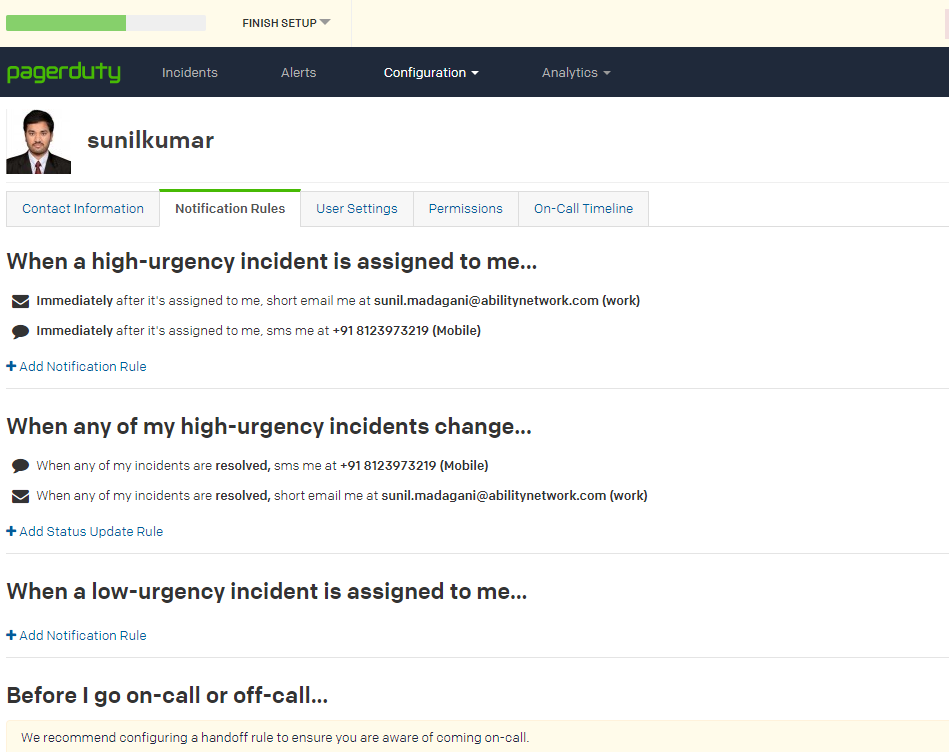 FINISH SETUP
pagerduty Incidents Alerts Configuration Analytics
sunilkumar
Contact Information Notification Rules User Settings Permissions On-Call Timeline
When a high-urgency incident is assigned to me...
Immediately after it's assigned to me, short email me at sunil.madagani@abilitynetwork.com (work)
Immediately after it's assigned to me, sms me at +91 8123973219 (Mobile)
+ Add Notification Rule
When any of my high-urgency incidents change...
When any of my incidents are resolved, sms me at +91 8123973219 (Mobile)
When any of my incidents are resolved, short email me at sunil.madagani@abilitynetwork.com (work)
+ Add Status Update Rule
When a low-urgency incident is assigned to me...
+ Add Notification Rule
Before I go on-call or off-call...
We recommend configuring a handoff rule to ensure you are aware of coming on-call.